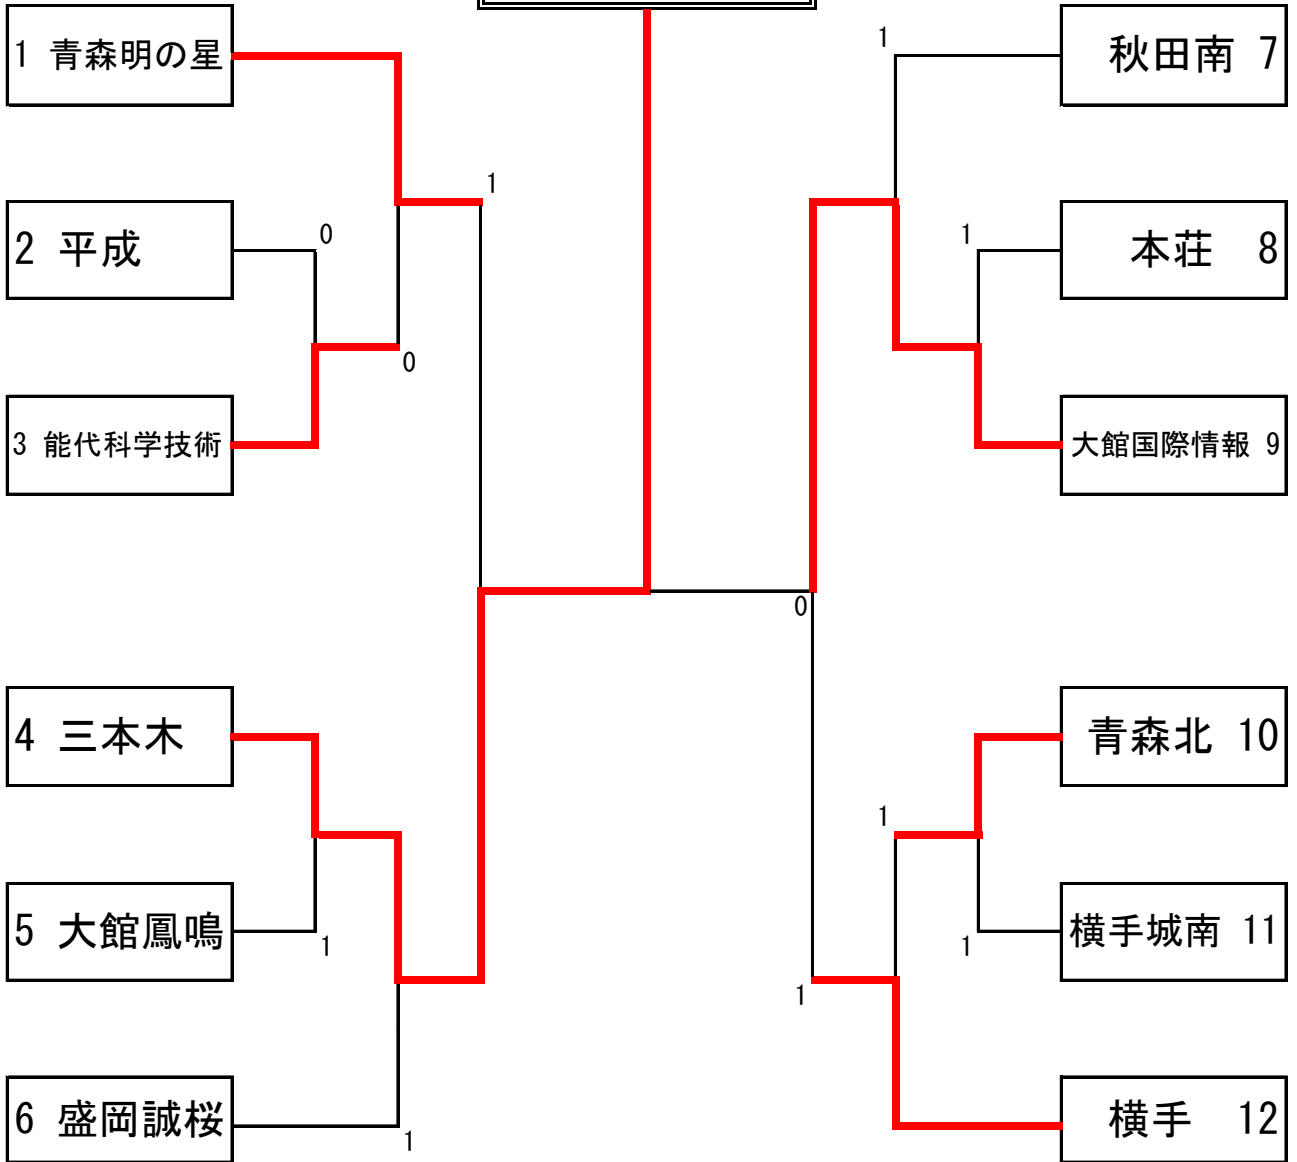 1 青森明の星
2 平成
3 能代科学技術
4 三本木
5 大館鳳鳴
6 盛岡誠桜
1
0
0
1
1
0
1
1
1
1
1
秋田南 7
本荘 8
大館国際情報 9
青森北 10
横手城南 11
横手 12